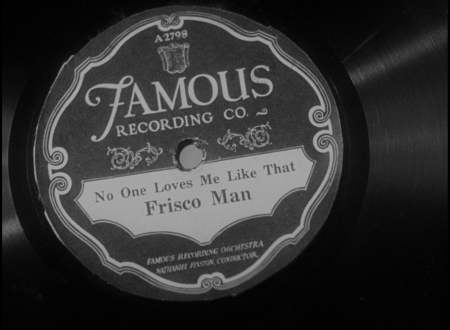 A2798
FAMOUS
RECORDING CO.
No One Loves Me Like That
Frisco Man
FAMOUS RECORDING ORCHESTRA
NATHANIEL FINSTON, CONDUCTOR.